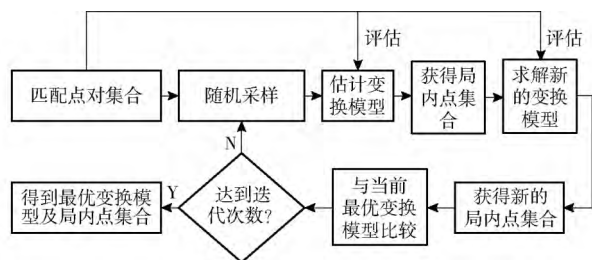 评估
评估
匹配点对集合
随机采样
估计变
换模型
获得局
内点集
合
求解新
的变换
模型
N
得到最优变换模
型及局内点集合
Y
达到迭
代次数?
与当前
最优变换
模型比较
获得新的
局内点集合